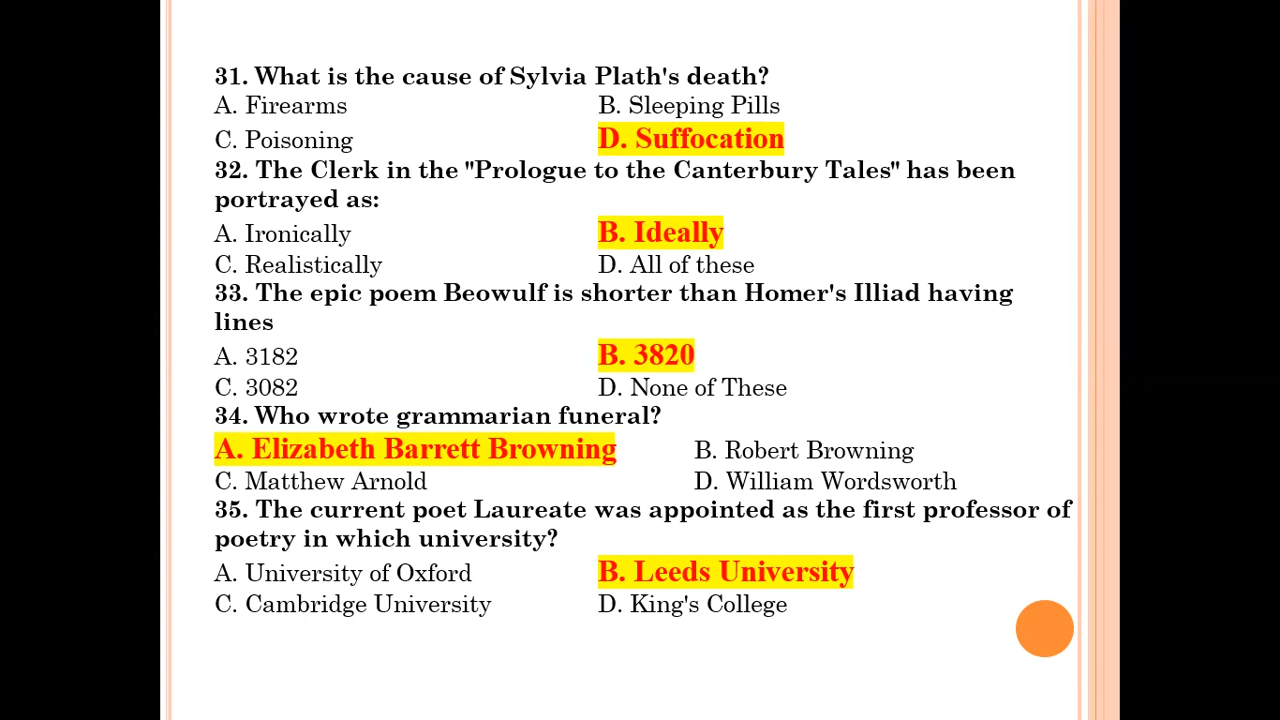 31. What is the cause of Sylvia Plath's death?
A. Firearms B. Sleeping Pills
C. Poisoning D. Suffocation
32. The Clerk in the "Prologue to the Canterbury Tales" has been
portrayed as:
A. Ironically B. Ideally
C. Realistically D. All of these
33. The epic poem Beowulf is shorter than Homer's Illiad having
lines
A. 3182 B. 3820
C. 3082 D. None of These
34. Who wrote grammarian funeral?
A. Elizabeth Barrett Browning B. Robert Browning
C. Matthew Arnold D. William Wordsworth
35. The current poet Laureate was appointed as the first professor of
poetry in which university?
A. University of Oxford B. Leeds University
C. Cambridge University D. King's College